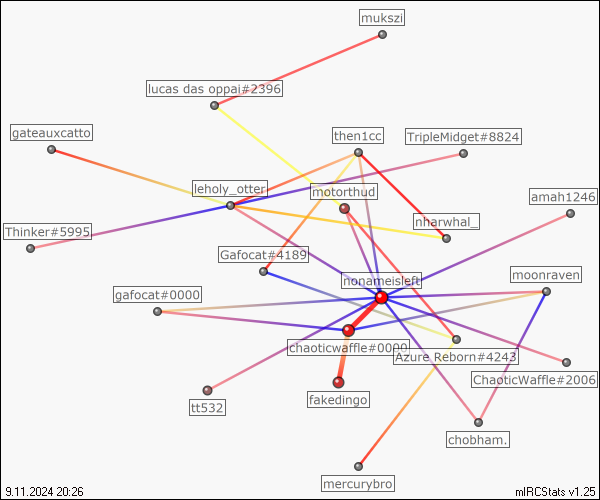 mukszi
lucas das oppai#2396
gateauxcatto
then1cc
TripleMidget#8824
leholy_otter
motorthud
amah1246
nharwhal_
Thinker#5995
Gafocat#4189
nonameisleft
moonraven
gafocat#0000
chaoticwaffle#0000
Azure Reborn#4243
ChaoticWaffle#2006
fakedingo
tt532
chobham.
mercurybro
9.11.2024 20:26
mIRCStats v1.25